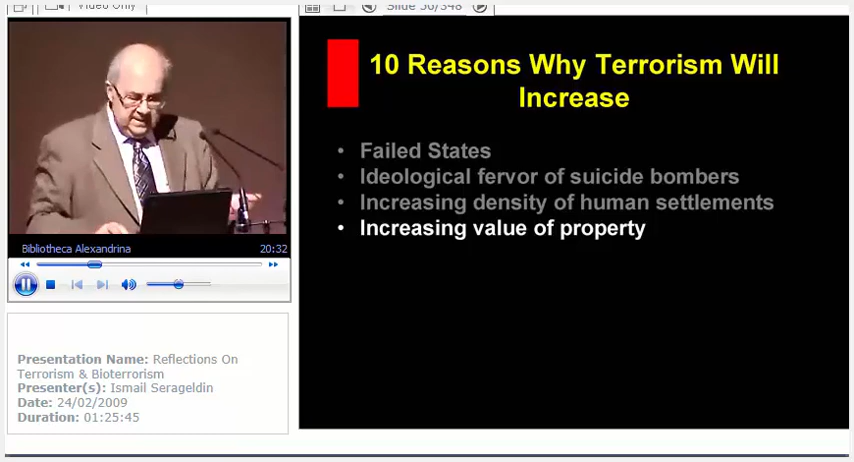 Video Only
Slide 50/348
10 Reasons Why Terrorism Will
Increase
• Failed States
• Ideological fervor of suicide bombers
• Increasing density of human settlements
• Increasing value of property
Bibliotheca Alexandrina 20:32
Presentation Name: Reflections On
Terrorism & Bioterrorism
Presenter(s): Ismail Serageldin
Date: 24/02/2009
Duration: 01:25:45